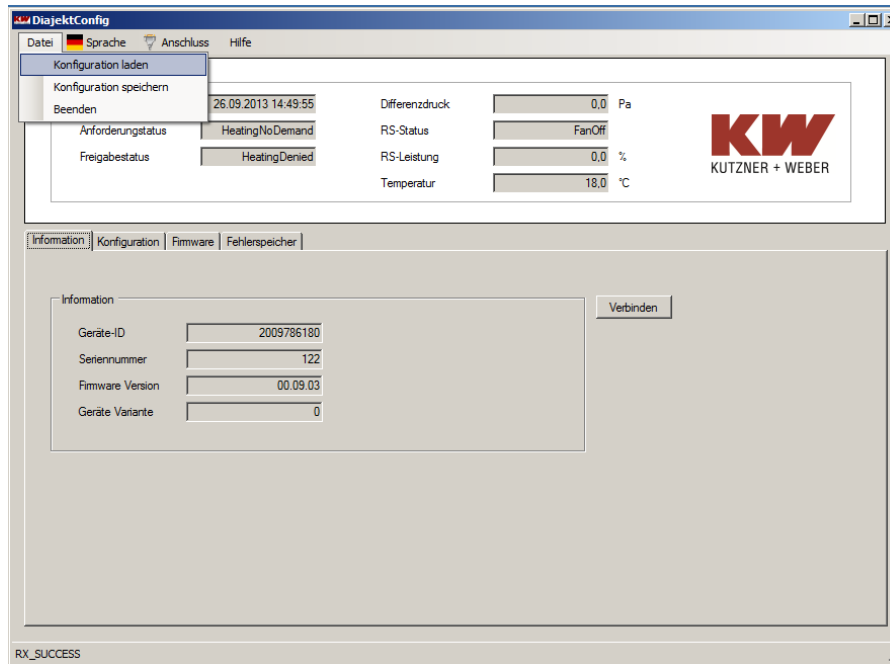 DiajektConfig
Datei Sprache Anschluss Hilfe
Konfiguration laden
Konfiguration speichern
Beenden
26.09.2013 14:49:55 Differenzdruck 0,0 Pa
Anforderungstatus HeatingNoDemand RS-Status FanOff
Freigabestatus HeatingDenied RS-Leistung 0,0 %
Temperatur 18,0 °C
KW
KUTZNER + WEBER
Information Konfiguration Firmware Fehlerspeicher
Information
Verbinden
Geräte-ID 2009786180
Seriennummer 122
Firmware Version 00.09.03
Geräte Variante 0
RX_SUCCESS